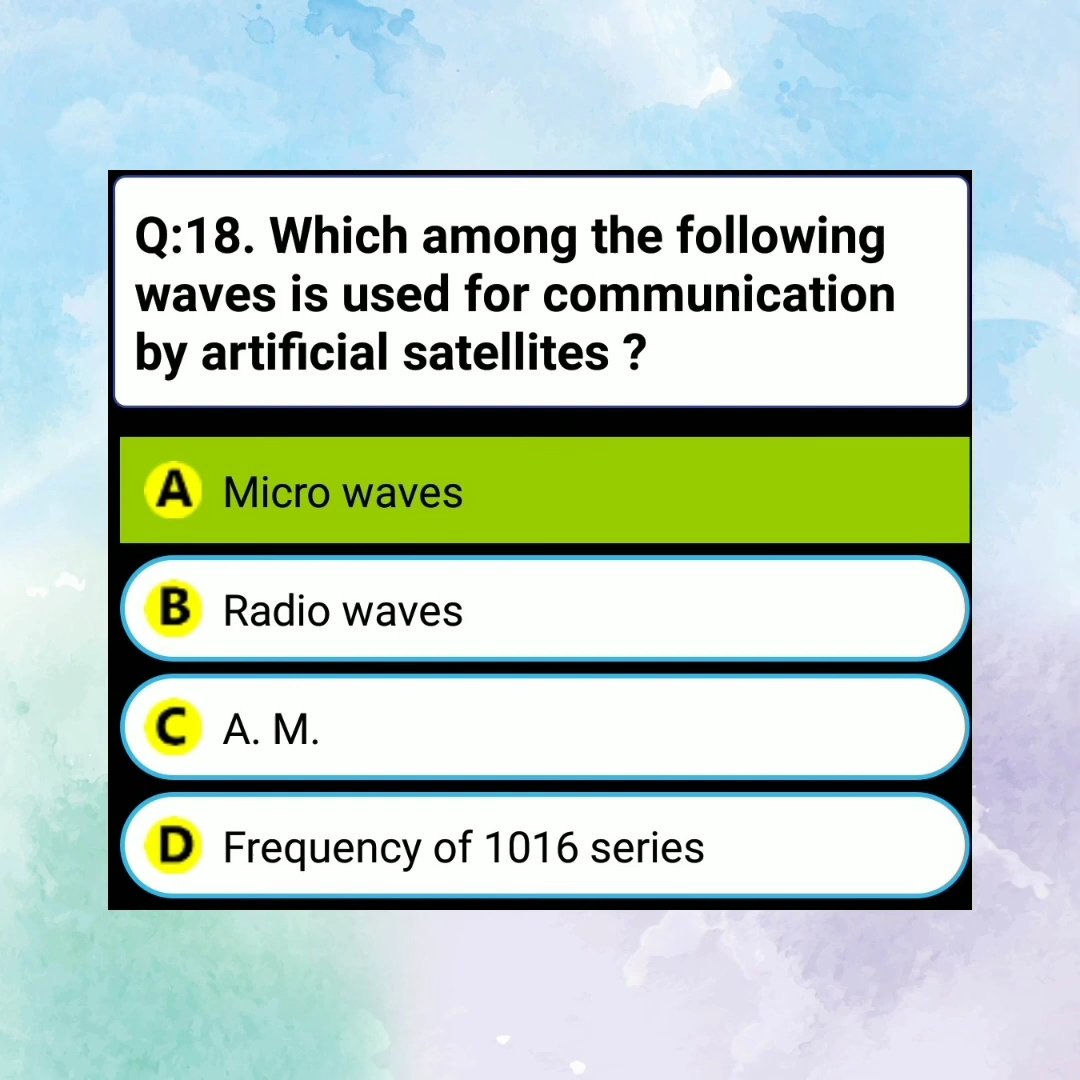 Q:18. Which among the following
waves is used for communication
by artificial satellites ?
A Micro waves
B Radio waves
C A. M.
D Frequency of 1016 series